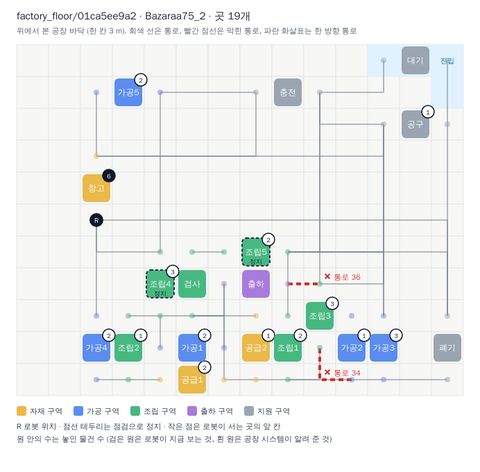 factory_floor/01ca5ee9a2 · Bazaraa75_2 · 곳 19개
위에서 본 공장 바닥 (한 칸 3 m). 회색 선은 통로, 빨간 점선은 막힌 통로, 파란 화살표는 한 방향 통로
대기
가공5
2
충전
공구
1
창고
6
R
조립5
2
정지
조립4
3
정지
검사
출하
✖ 통로 36
조립3
3
가공4
2
조립2
1
가공1
2
공급2
1
조립1
2
가공2
1
가공3
3
폐기
공급1
2
✖ 통로 34
자재 구역
가공 구역
조립 구역
출하 구역
지원 구역
R 로봇 위치 · 점선 테두리는 점검으로 정지 · 작은 점은 로봇이 서는 곳의 앞 칸
원 안의 수는 놓인 물건 수 (검은 원은 로봇이 지금 보는 것, 흰 원은 공장 시스템이 알려 준 것)